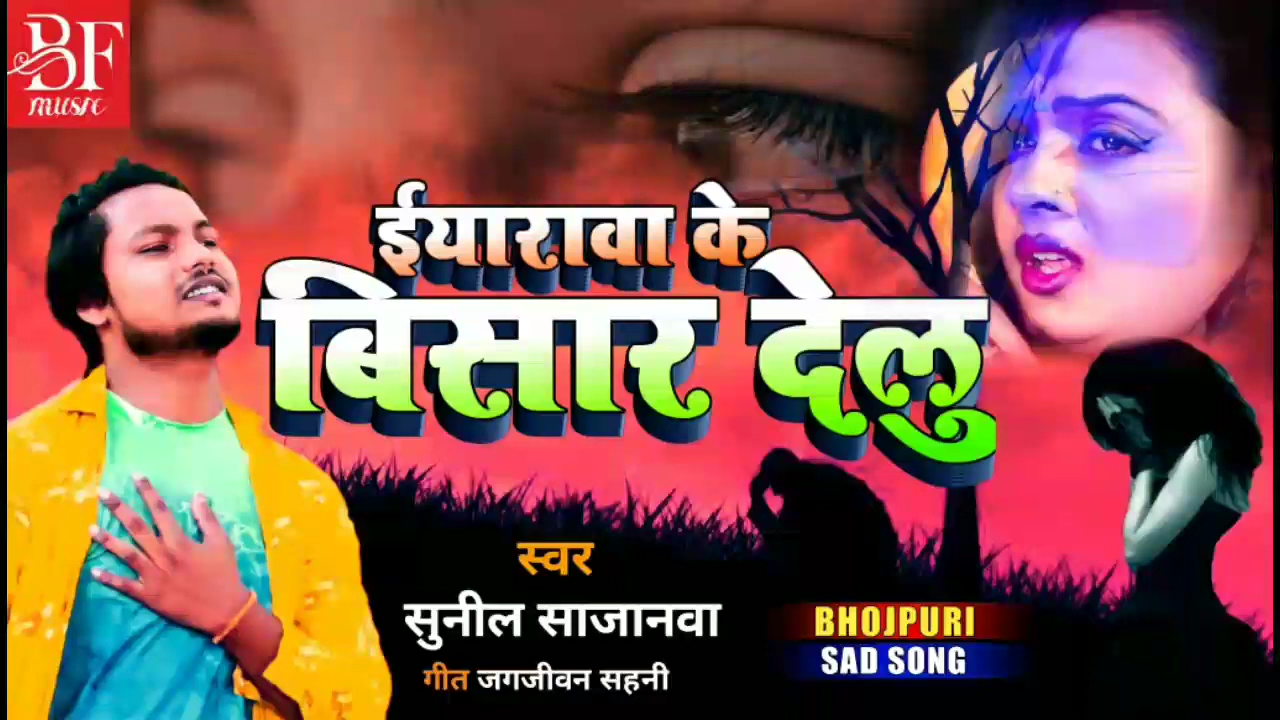 BF
MUSIC
ईयारावा के
बिसार देलु
स्वर
सुनील साजानवा
गीत जगजीवन सहनी
BHOJPURI
SAD SONG